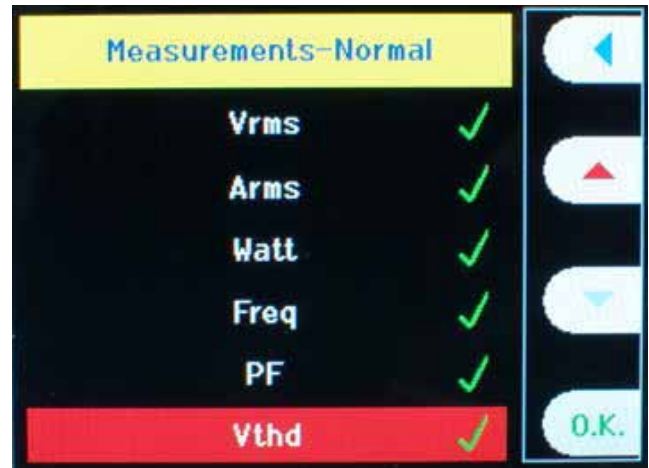 Measurements-Normal
Vrms
Arms
Watt
Freq
PF
Vthd
O.K.